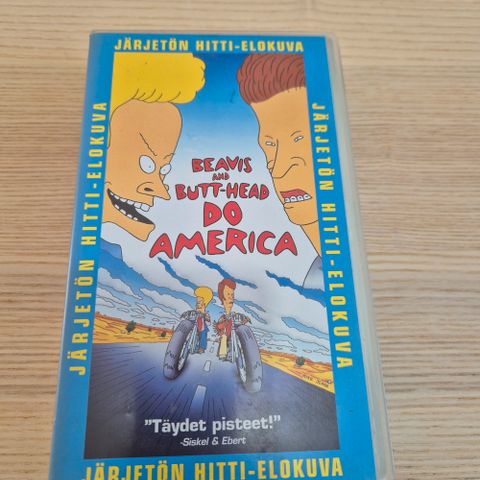 JÄRJETÖN HITTI-ELOKUVA
JÄRJETÖN HITTI-ELOKUVA
JÄRJETÖN HITTI-ELOKUVA
BEAVIS
AND
BUTT-HEAD
DO
AMERICA
"Täydet pisteet!"
-Siskel & Ebert
JÄRJETÖN HITTI-ELOKUVA